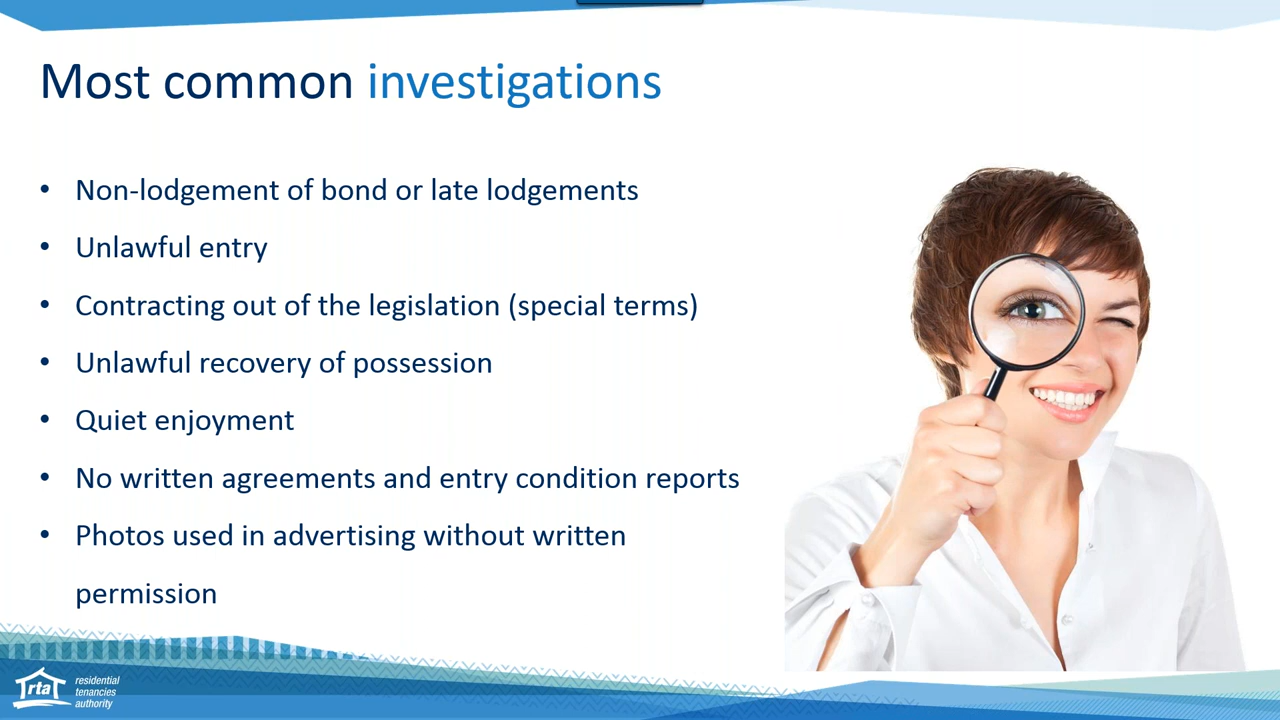 Most common investigations
• Non-lodgement of bond or late lodgements
• Unlawful entry
• Contracting out of the legislation (special terms)
• Unlawful recovery of possession
• Quiet enjoyment
• No written agreements and entry condition reports
• Photos used in advertising without written
permission
rta
residential
tenancies
authority